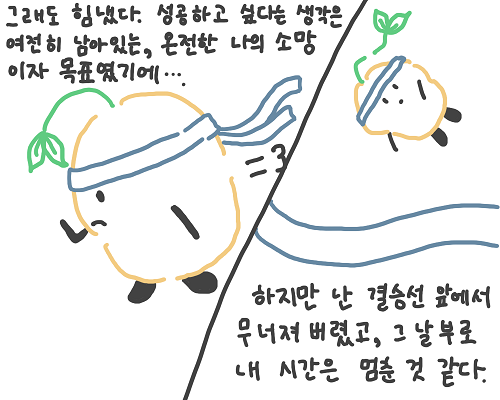 그래도 힘냈다. 성공하고 싶다는 생각은
여전히 남아있는, 온전한 나의 소망
이자 목표였기에...
=3
하지만 난 결승선 앞에서
무너져 버렸고, 그 날부로
내 시간은 멈춘 것 같다.